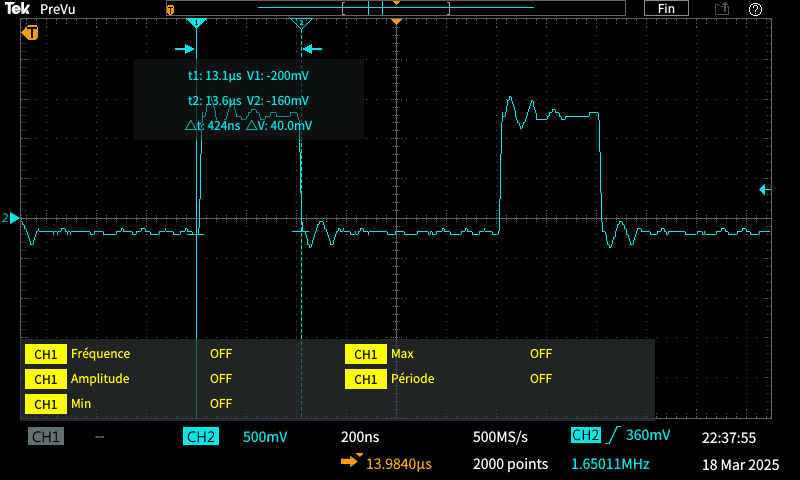 Tek PreVu Fin
T
T
1 2
t1: 13.1µs V1: -200mV
t2: 13.6µs V2: -160mV
△t: 424ns △V: 40.0mV
2
CH1 Fréquence OFF CH1 Max OFF
CH1 Amplitude OFF CH1 Période OFF
CH1 Min OFF
CH1 -- CH2 500mV 200ns 500MS/s CH2 360mV 22:37:55
13.9840µs 2000 points 1.65011MHz 18 Mar 2025